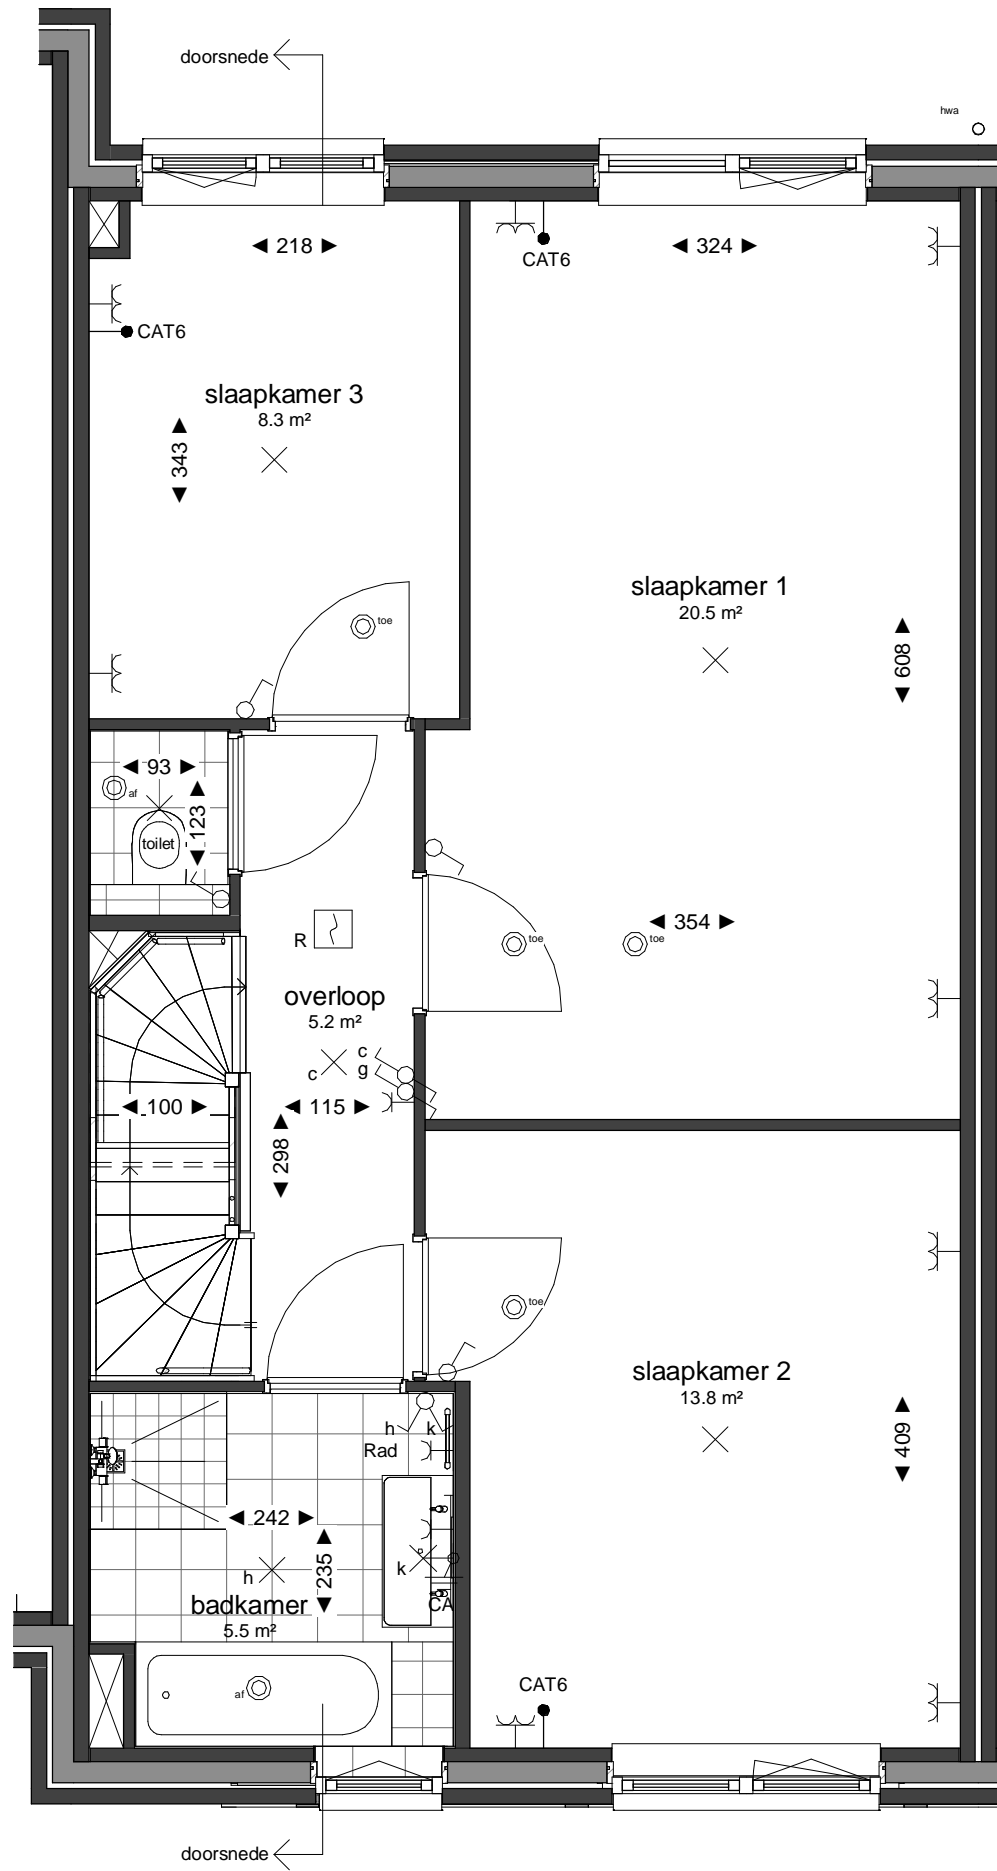 doorsnede
hwa
218
324
CAT6
CAT6
slaapkamer 3
8.3 m²
343
slaapkamer 1
20.5 m²
toe
608
93
af
123
toilet
354
toe
toe
R
overloop
5.2 m²
c
c
g
100
115
298
toe
slaapkamer 2
13.8 m²
409
h
k
Rad
242
235
h
k
badkamer
5.5 m²
CA
af
CAT6
doorsnede